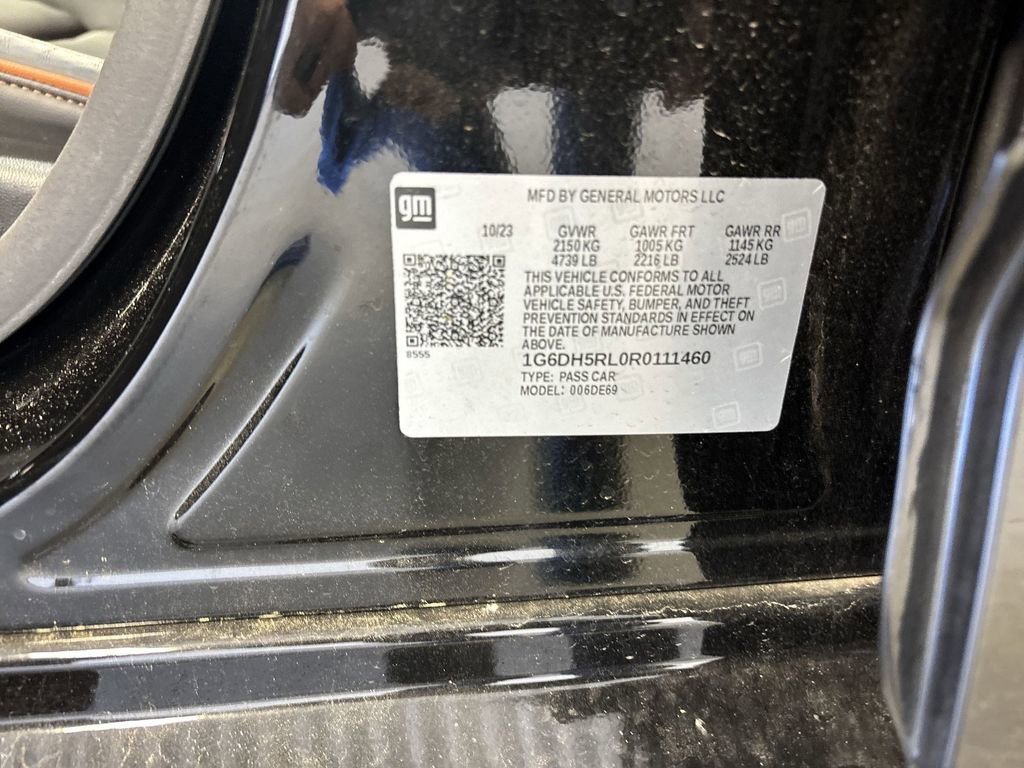 gm
MFD BY GENERAL MOTORS LLC
10/23 GVWR GAWR FRT GAWR RR
2150 KG 1005 KG 1145 KG
4739 LB 2216 LB 2524 LB
THIS VEHICLE CONFORMS TO ALL
APPLICABLE U.S. FEDERAL MOTOR
VEHICLE SAFETY, BUMPER, AND THEFT
PREVENTION STANDARDS IN EFFECT ON
THE DATE OF MANUFACTURE SHOWN
ABOVE.
8555
1G6DH5RL0R0111460
TYPE: PASS CAR
MODEL: 006DE69